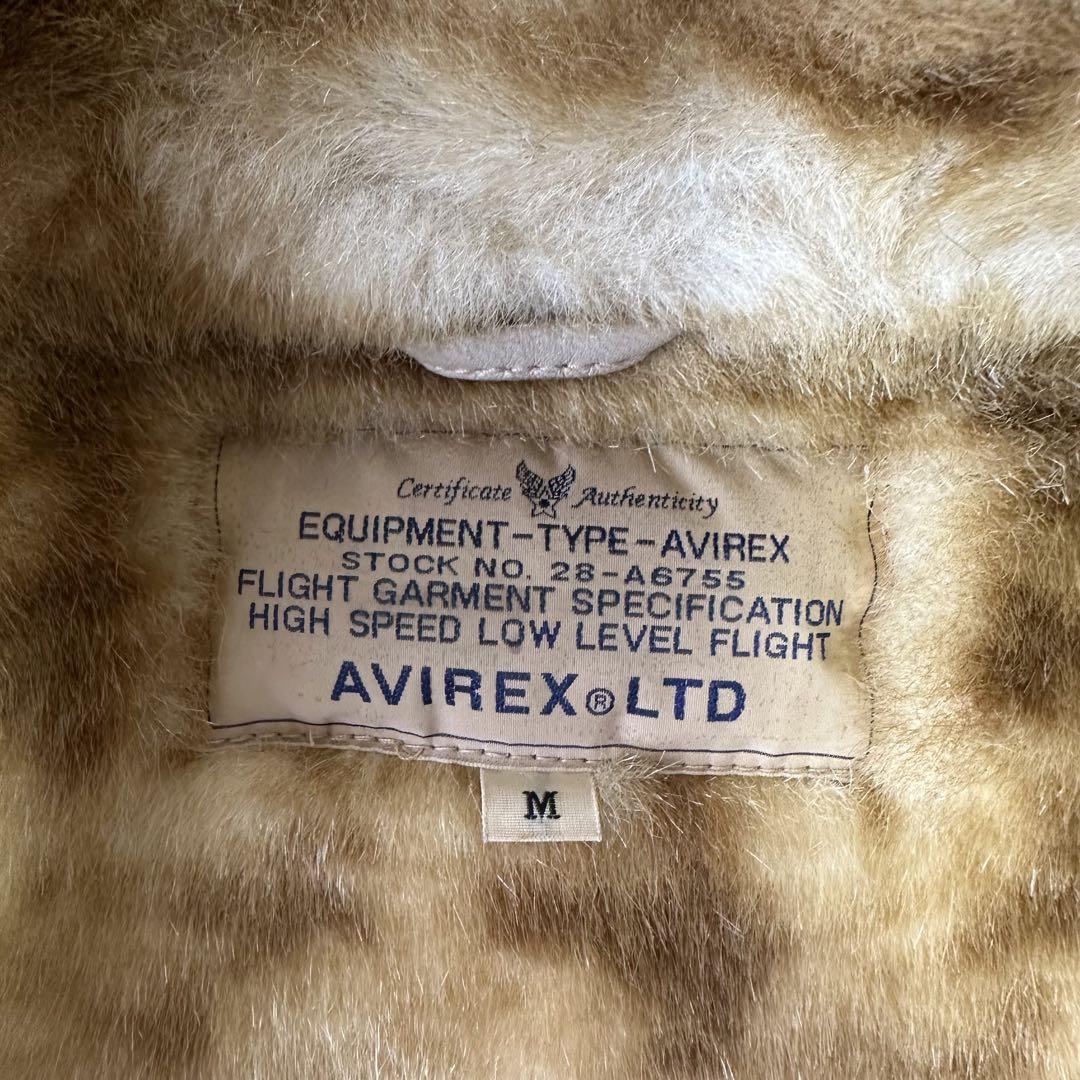 Certificate Authenticity
EQUIPMENT-TYPE-AVIREX
STOCK NO. 28-A6755
FLIGHT GARMENT SPECIFICATION
HIGH SPEED LOW LEVEL FLIGHT
AVIREX® LTD
M